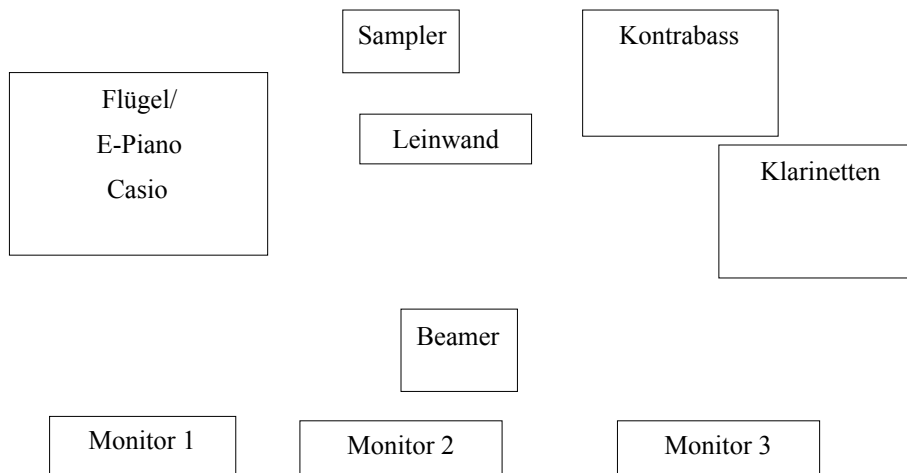 Sampler
Kontrabass
Flügel/
E-Piano
Casio
Leinwand
Klarinetten
Beamer
Monitor 1
Monitor 2
Monitor 3